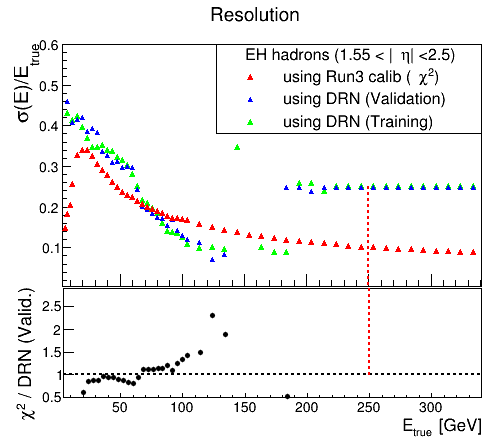 Resolution
EH hadrons (1.55 < | η| <2.5)
using Run3 calib ( χ²)
using DRN (Validation)
using DRN (Training)
σ(E)/E_true
0.6
0.5
0.4
0.3
0.2
0.1
χ² / DRN (Valid.)
2.5
2
1.5
1
0.5
50 100 150 200 250 300
E_true [GeV]